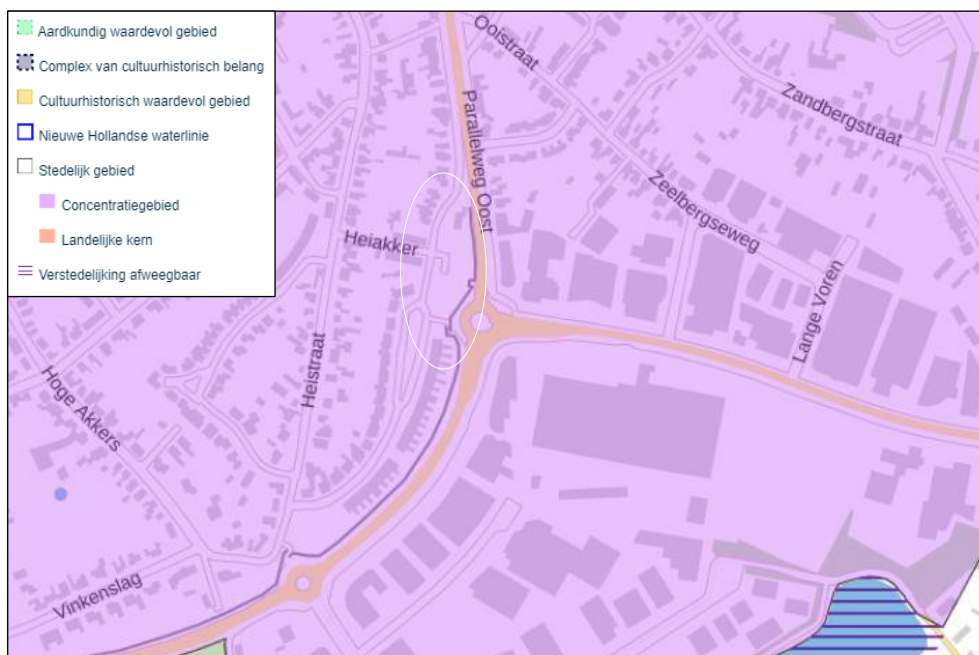 Aardkundig waardevol gebied
Complex van cultuurhistorisch belang
Cultuurhistorisch waardevol gebied
Nieuwe Hollandse waterlinie
Stedelijk gebied
Concentratiegebied
Landelijke kern
Verstedelijking afweegbaar
Ooistraat
Parallelweg Oost
Zandbergstraat
Zeelbergseweg
Heiakker
Lange Voren
Heistraat
Hoge Akkers
Vinkenslag